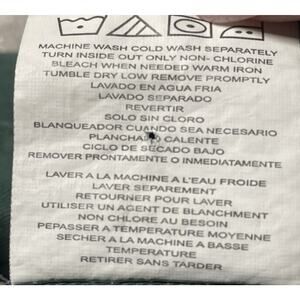 MACHINE WASH COLD WASH SEPARATELY
TURN INSIDE OUT ONLY NON- CHLORINE
BLEACH WHEN NEEDED WARM IRON
TUMBLE DRY LOW REMOVE PROMPTLY
LAVADO EN AGUA FRIA
LAVADO SEPARADO
REVERTIR
SOLO SIN CLORO
BLANQUEADOR CUANDO SEA NECESARIO
PLANCHADO CALENTE
CICLO DE SECADO BAJO
REMOVER PRONTAMENTE O INMEDIATAMENTE
LAVER A LA MACHINE A L'EAU FROIDE
LAVER SEPAREMENT
RETOURNER POUR LAVER
UTILISER UN AGENT DE BLANCHMENT
NON CHLORE AU BESOIN
PEPASSER A TEMPERATURE MOYENNE
SECHER A LA MACHINE A BASSE
TEMPERATURE
RETIRER SANS TARDER